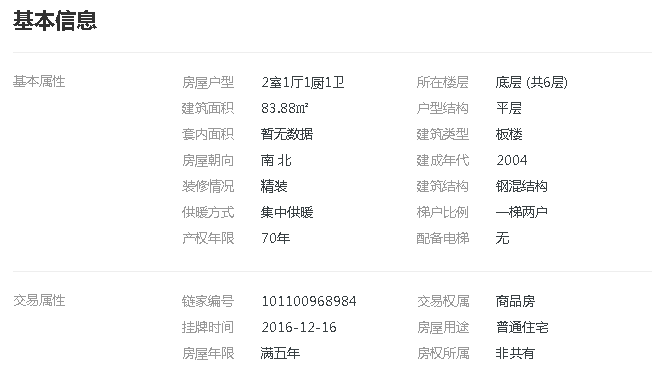 基本信息
基本属性 房屋户型 2室1厅1厨1卫 所在楼层 底层 (共6层)
建筑面积 83.88㎡ 户型结构 平层
套内面积 暂无数据 建筑类型 板楼
房屋朝向 南 北 建成年代 2004
装修情况 精装 建筑结构 钢混结构
供暖方式 集中供暖 梯户比例 一梯两户
产权年限 70年 配备电梯 无
交易属性 链家编号 101100968984 交易权属 商品房
挂牌时间 2016-12-16 房屋用途 普通住宅
房屋年限 满五年 房权所属 非共有